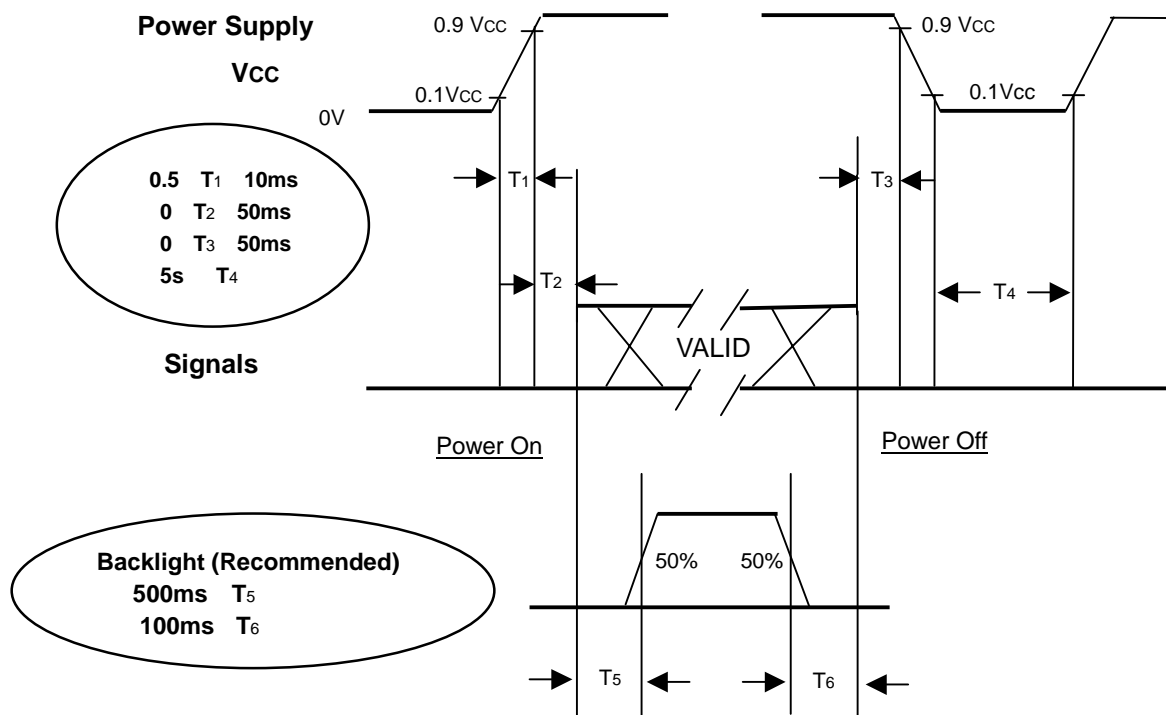 Power Supply
VCC
0.9 VCC
0.1VCC
0V
0.9 VCC
0.1Vcc
0.5 T1 10ms
0 T2 50ms
0 T3 50ms
5s T4
T1
T2
T3
T4
Signals
VALID
Power On
Power Off
Backlight (Recommended)
500ms T5
100ms T6
50%
50%
T5
T6